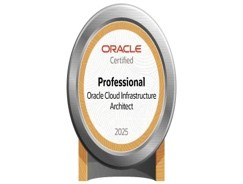 ORACLE
Certified
Professional
Oracle Cloud Infrastructure
Architect
2025